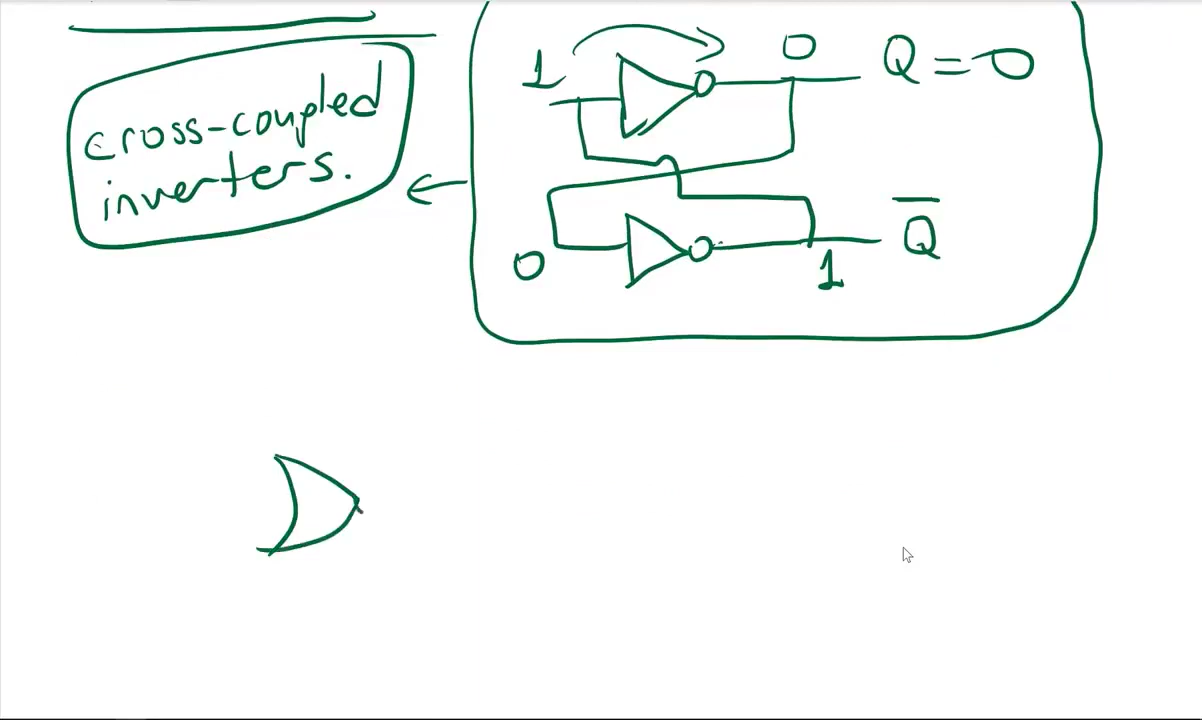 1 0 Q = 0
cross-coupled
inverters.
0 1 Q̅